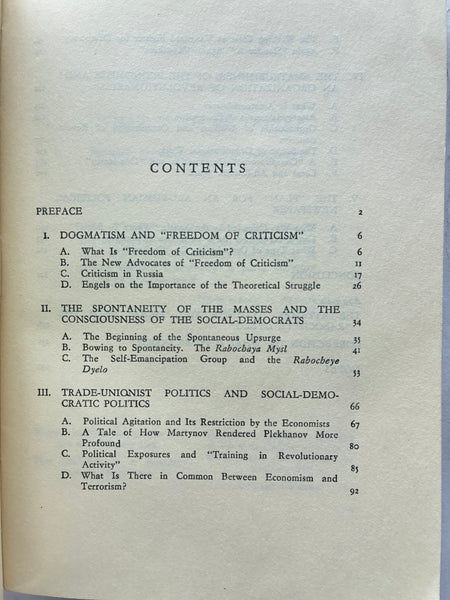 CONTENTS
PREFACE 2
I. DOGMATISM AND "FREEDOM OF CRITICISM" 6
A. What Is "Freedom of Criticism"? 6
B. The New Advocates of "Freedom of Criticism" 11
C. Criticism in Russia 17
D. Engels on the Importance of the Theoretical Struggle 26
II. THE SPONTANEITY OF THE MASSES AND THE
CONSCIOUSNESS OF THE SOCIAL-DEMOCRATS 34
A. The Beginning of the Spontaneous Upsurge 35
B. Bowing to Spontaneity. The Rabochaya Mysl 41
C. The Self-Emancipation Group and the Rabocheye
Dyelo 53
III. TRADE-UNIONIST POLITICS AND SOCIAL-DEMO-
CRATIC POLITICS 66
A. Political Agitation and Its Restriction by the Economists 67
B. A Tale of How Martynov Rendered Plekhanov More
Profound 80
C. Political Exposures and "Training in Revolutionary
Activity" 85
D. What Is There in Common Between Economism and
Terrorism? 92